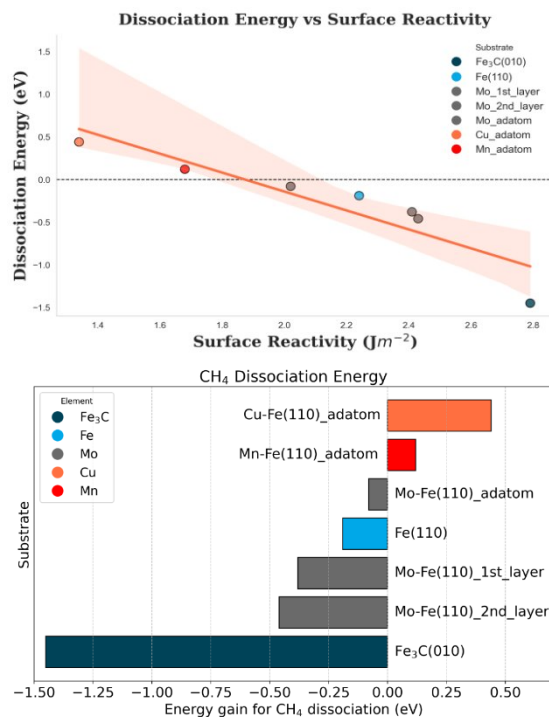 Dissociation Energy vs Surface Reactivity
Dissociation Energy (eV)
1.5
1.0
0.5
0.0
−0.5
−1.0
−1.5
Substrate
Fe₃C(010)
Fe(110)
Mo_1st_layer
Mo_2nd_layer
Mo_adatom
Cu_adatom
Mn_adatom
1.4 1.6 1.8 2.0 2.2 2.4 2.6 2.8
Surface Reactivity (Jm⁻²)
CH₄ Dissociation Energy
Substrate
Element
Fe₃C
Fe
Mo
Cu
Mn
Cu-Fe(110)_adatom
Mn-Fe(110)_adatom
Mo-Fe(110)_adatom
Fe(110)
Mo-Fe(110)_1st_layer
Mo-Fe(110)_2nd_layer
Fe₃C(010)
−1.50 −1.25 −1.00 −0.75 −0.50 −0.25 0.00 0.25 0.50
Energy gain for CH₄ dissociation (eV)